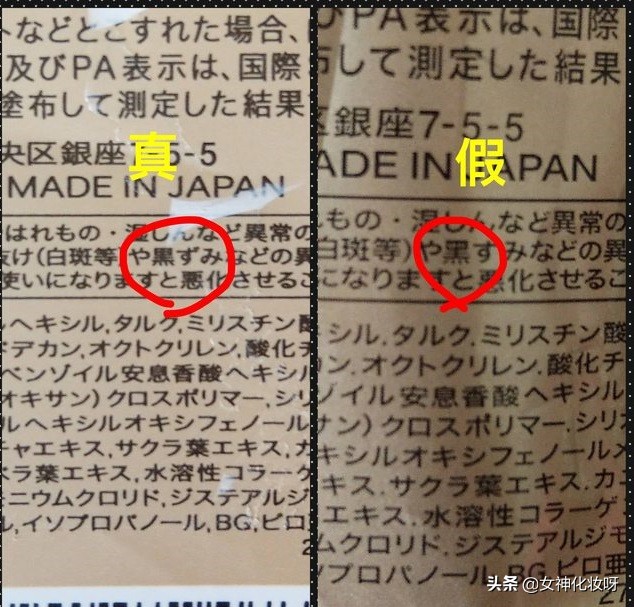 などとこすれた場合、
及びPA表示は、国際
塗布して測定した結果
真
央区銀座7-5-5
MADE IN JAPAN
はれもの・湿しんなど異常の
抜け(白斑等)や黒ずみなどの異
使いになりますと悪化させるこ
ヘキシル,タルク,ミリスチン酸
ドデカン,オクトクリレン,酸化チ
ベンゾイル安息香酸ヘキシル
オキサン)クロスポリマー,シリ
ルヘキシルオキシフェノール
チャエキス,サクラ葉エキス,カ
ラ葉エキス,水溶性コラーゲ
ニウムクロリド,ジステアルジ
ル,イソプロパノール,BG,ピロ
びPA表示は、国際
布して測定した結果
区銀座7-5-5
假
ADE IN JAPAN
もの・湿しんなど異常の
(白斑等)や黒すみなどの異
になりますと悪化させるこ
シル,タルク,ミリスチン酸
ン,オクトクリレン,酸化チ
ゾイル安息香酸ヘキシル
サン)クロスポリマー,シリ
キシルオキシフェノールメ
キス,サクラ葉エキス,カ
エキス,水溶性コラーゲ
ムクロリド,ジステアルジモ
プロパノール,BG,ピロ亜
27
头条 @女神化妆呀